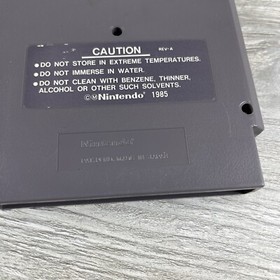 CAUTION REV-A
●DO NOT STORE IN EXTREME TEMPERATURES.
●DO NOT IMMERSE IN WATER.
●DO NOT CLEAN WITH BENZENE, THINNER,
ALCOHOL OR OTHER SUCH SOLVENTS.
©ⓂNintendo® 1985
Nintendo®